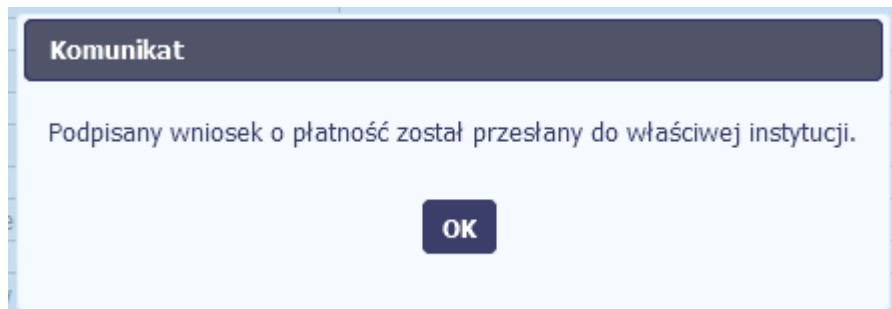 Komunikat
Podpisany wniosek o płatność został przesłany do właściwej instytucji.
OK